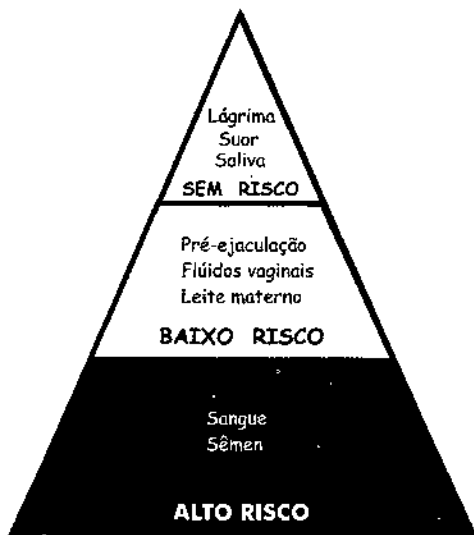 Lágrima
Suor
Saliva
SEM RISCO
Pré-ejaculação
Flúidos vaginais
Leite materno
BAIXO RISCO
Sangue
Sêmen
ALTO RISCO